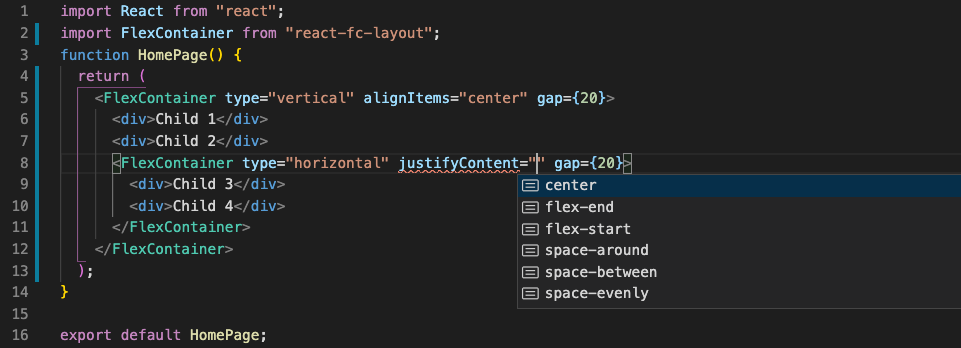 1 import React from "react";
2 import FlexContainer from "react-fc-layout";
3 function HomePage() {
4   return (
5     <FlexContainer type="vertical" alignItems="center" gap={20}>
6       <div>Child 1</div>
7       <div>Child 2</div>
8       <FlexContainer type="horizontal" justifyContent="" gap={20}>
9         <div>Child 3</div>
center
10         <div>Child 4</div>
flex-end
11       </FlexContainer>
flex-start
12     </FlexContainer>
space-around
13   );
space-between
14 }
space-evenly
15
16 export default HomePage;